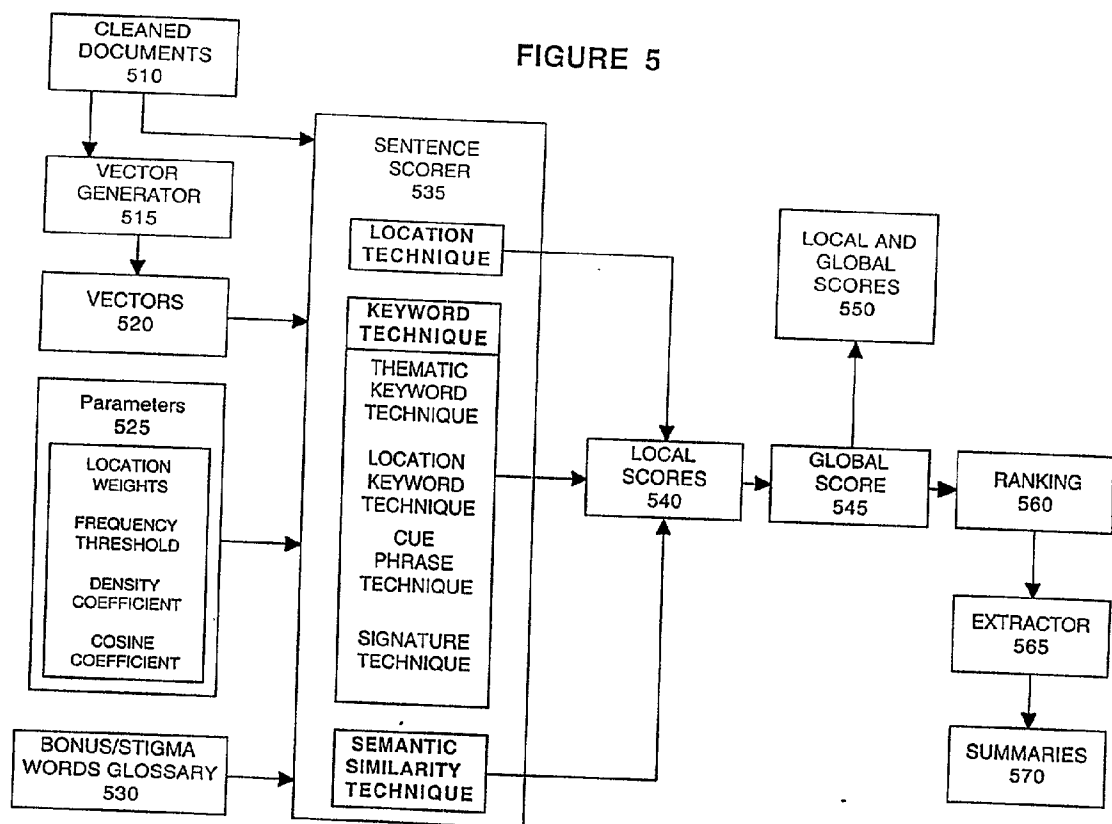 FIGURE 5
CLEANED
DOCUMENTS
510
VECTOR
GENERATOR
515
VECTORS
520
Parameters
525
LOCATION
WEIGHTS
FREQUENCY
THRESHOLD
DENSITY
COEFFICIENT
COSINE
COEFFICIENT
BONUS/STIGMA
WORDS GLOSSARY
530
SENTENCE
SCORER
535
LOCATION
TECHNIQUE
KEYWORD
TECHNIQUE
THEMATIC
KEYWORD
TECHNIQUE
LOCATION
KEYWORD
TECHNIQUE
CUE
PHRASE
TECHNIQUE
SIGNATURE
TECHNIQUE
SEMANTIC
SIMILARITY
TECHNIQUE
LOCAL
SCORES
540
GLOBAL
SCORE
545
LOCAL AND
GLOBAL
SCORES
550
RANKING
560
EXTRACTOR
565
SUMMARIES
570